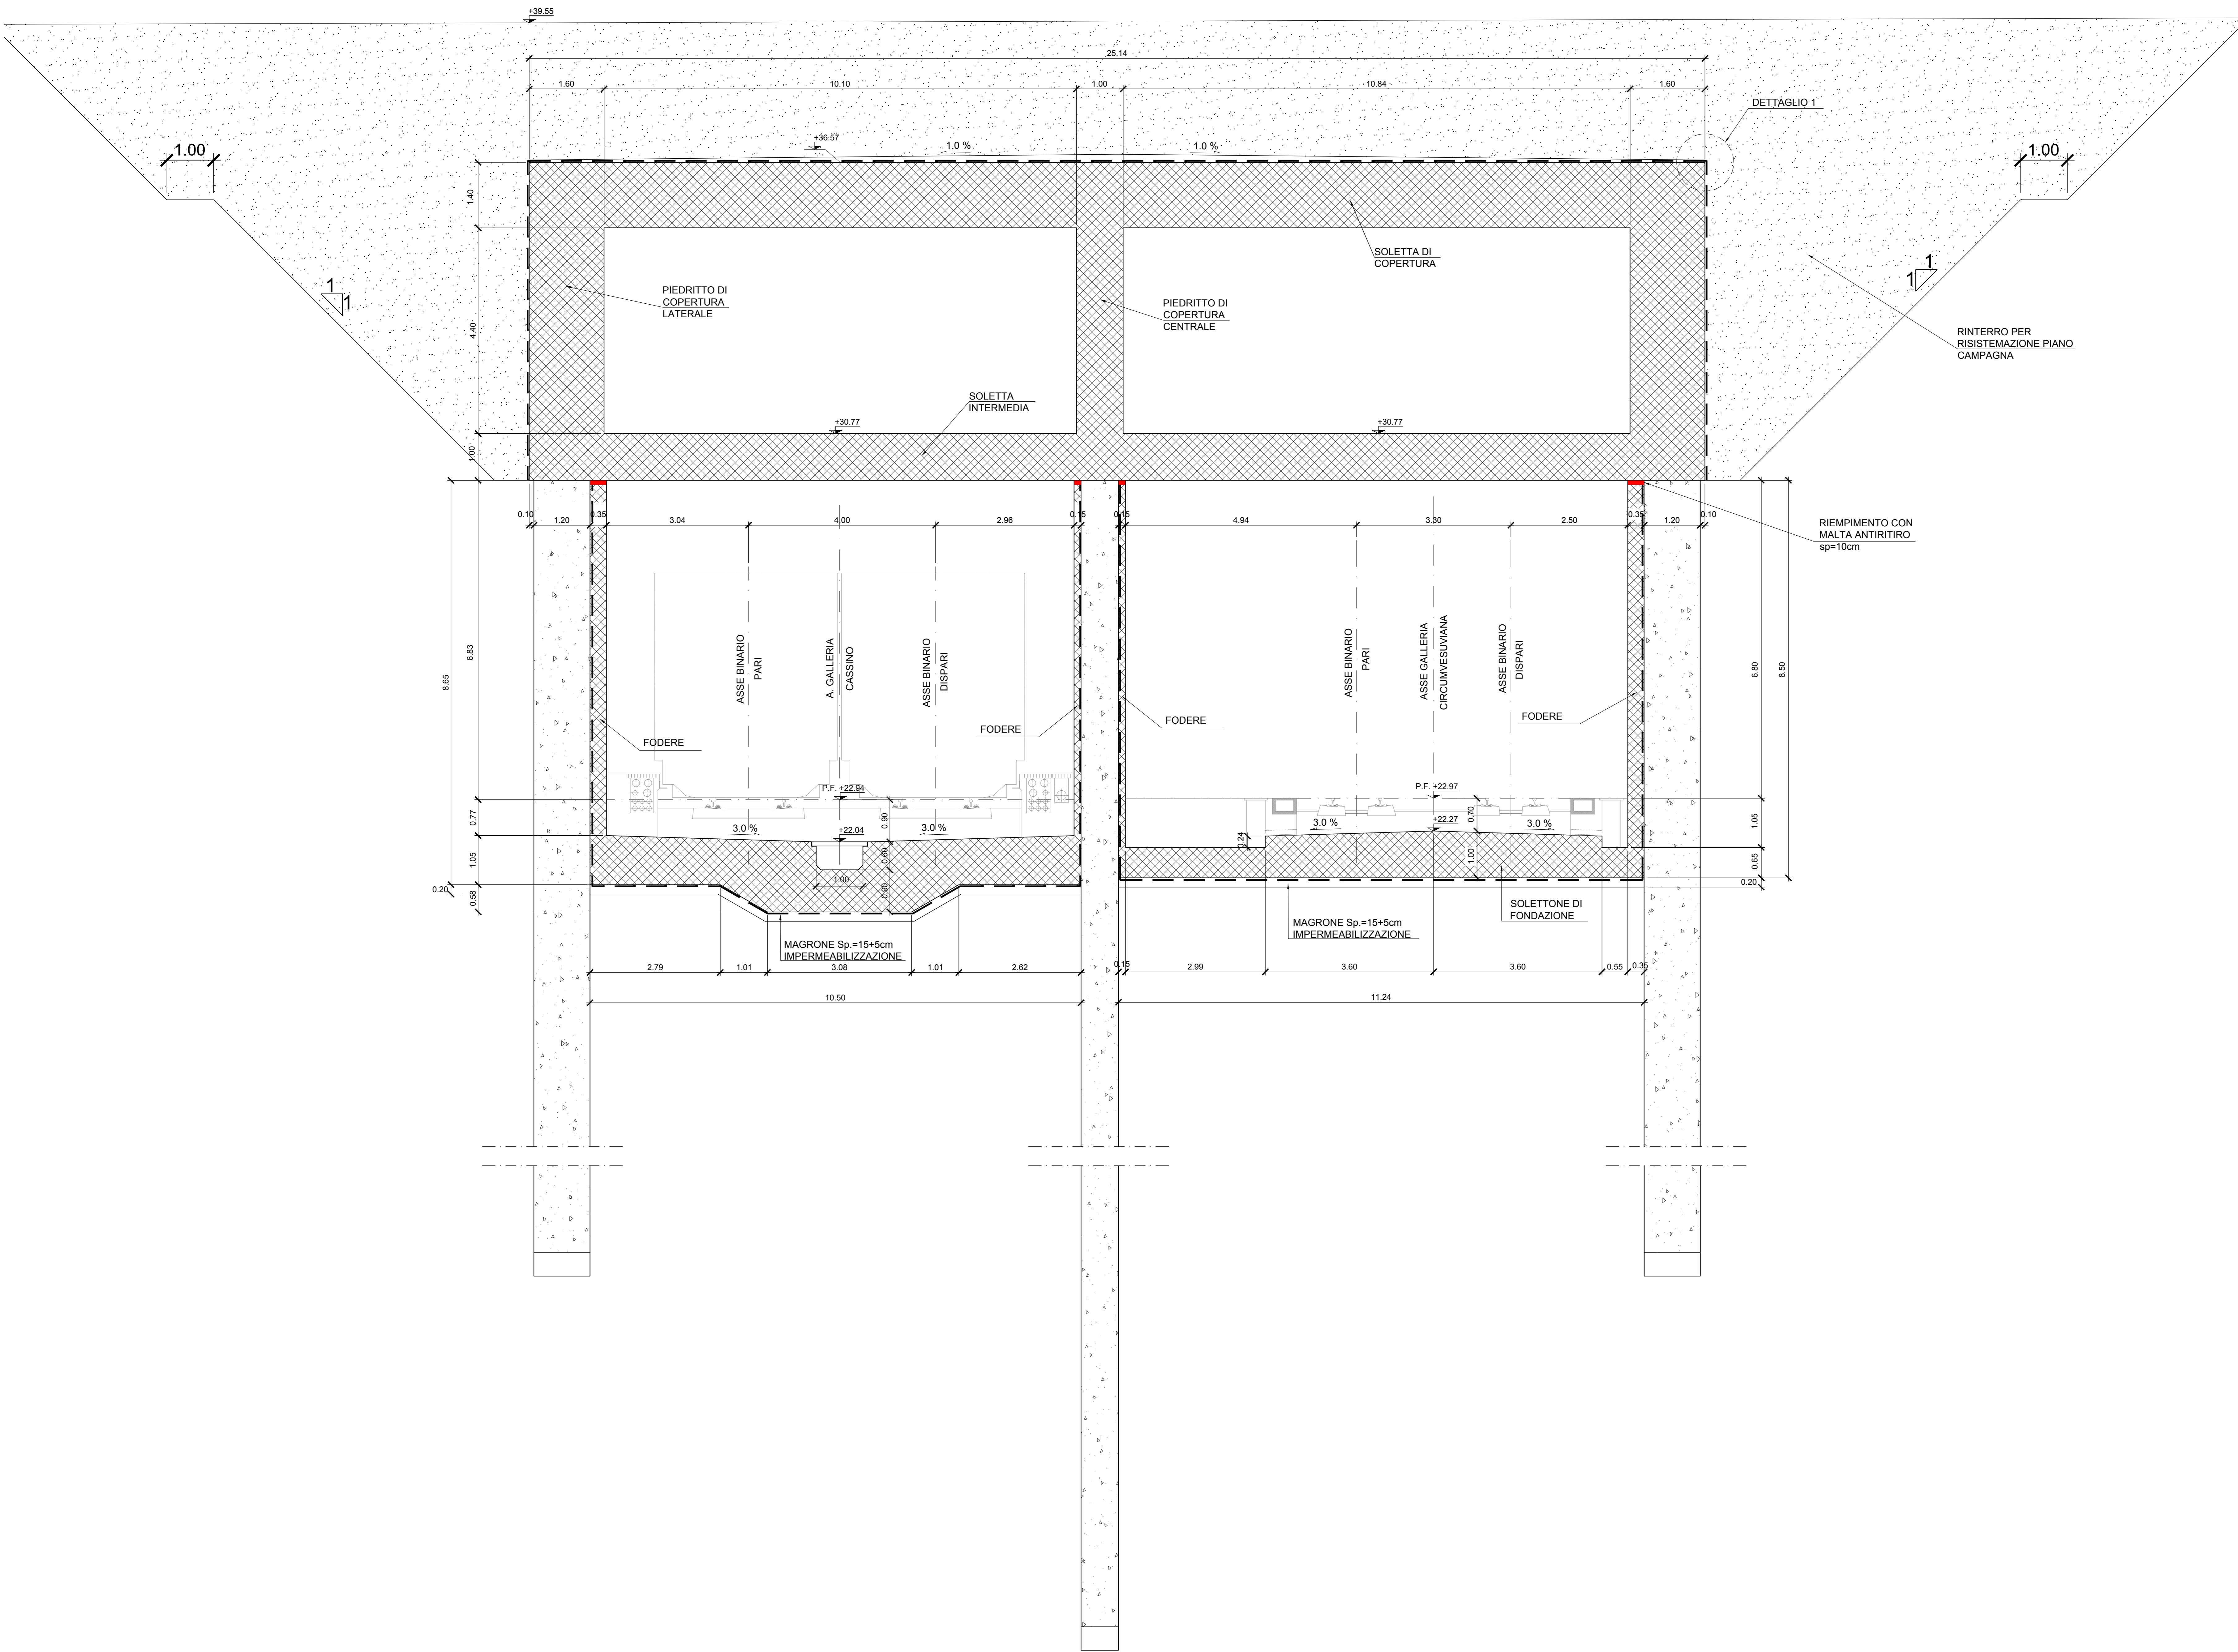 +39.55
25.14
1.60
10.10
1.00
10.84
1.60
DETTAGLIO 1
1.00
1.00
+36.57
1.0 %
1.0 %
1.40
SOLETTA DI
COPERTURA
1
1
1
1
PIEDRITTO DI
COPERTURA
LATERALE
PIEDRITTO DI
COPERTURA
CENTRALE
4.40
RINTERRO PER
RISISTEMAZIONE PIANO
CAMPAGNA
SOLETTA
INTERMEDIA
+30.77
+30.77
1.00
0.10
1.20
0.35
3.04
4.00
2.96
0.15
0.15
4.94
3.30
2.50
0.35
1.20
0.10
RIEMPIMENTO CON
MALTA ANTIRITIRO
sp=10cm
8.65
6.83
ASSE BINARIO
PARI
A. GALLERIA
CASSINO
ASSE BINARIO
DISPARI
ASSE BINARIO
PARI
ASSE GALLERIA
CIRCUMVESUVIANA
ASSE BINARIO
DISPARI
6.80
8.50
FODERE
FODERE
FODERE
FODERE
P.F. +22.94
P.F. +22.97
0.77
3.0 %
+22.04
0.90
3.0 %
0.24
3.0 %
+22.27
0.70
3.0 %
1.05
1.05
0.60
1.00
0.65
0.20
0.58
1.00
0.90
0.20
MAGRONE Sp.=15+5cm
IMPERMEABILIZZAZIONE
MAGRONE Sp.=15+5cm
IMPERMEABILIZZAZIONE
SOLETTONE DI
FONDAZIONE
2.79
1.01
3.08
1.01
2.62
0.15
2.99
3.60
3.60
0.55
0.35
10.50
11.24